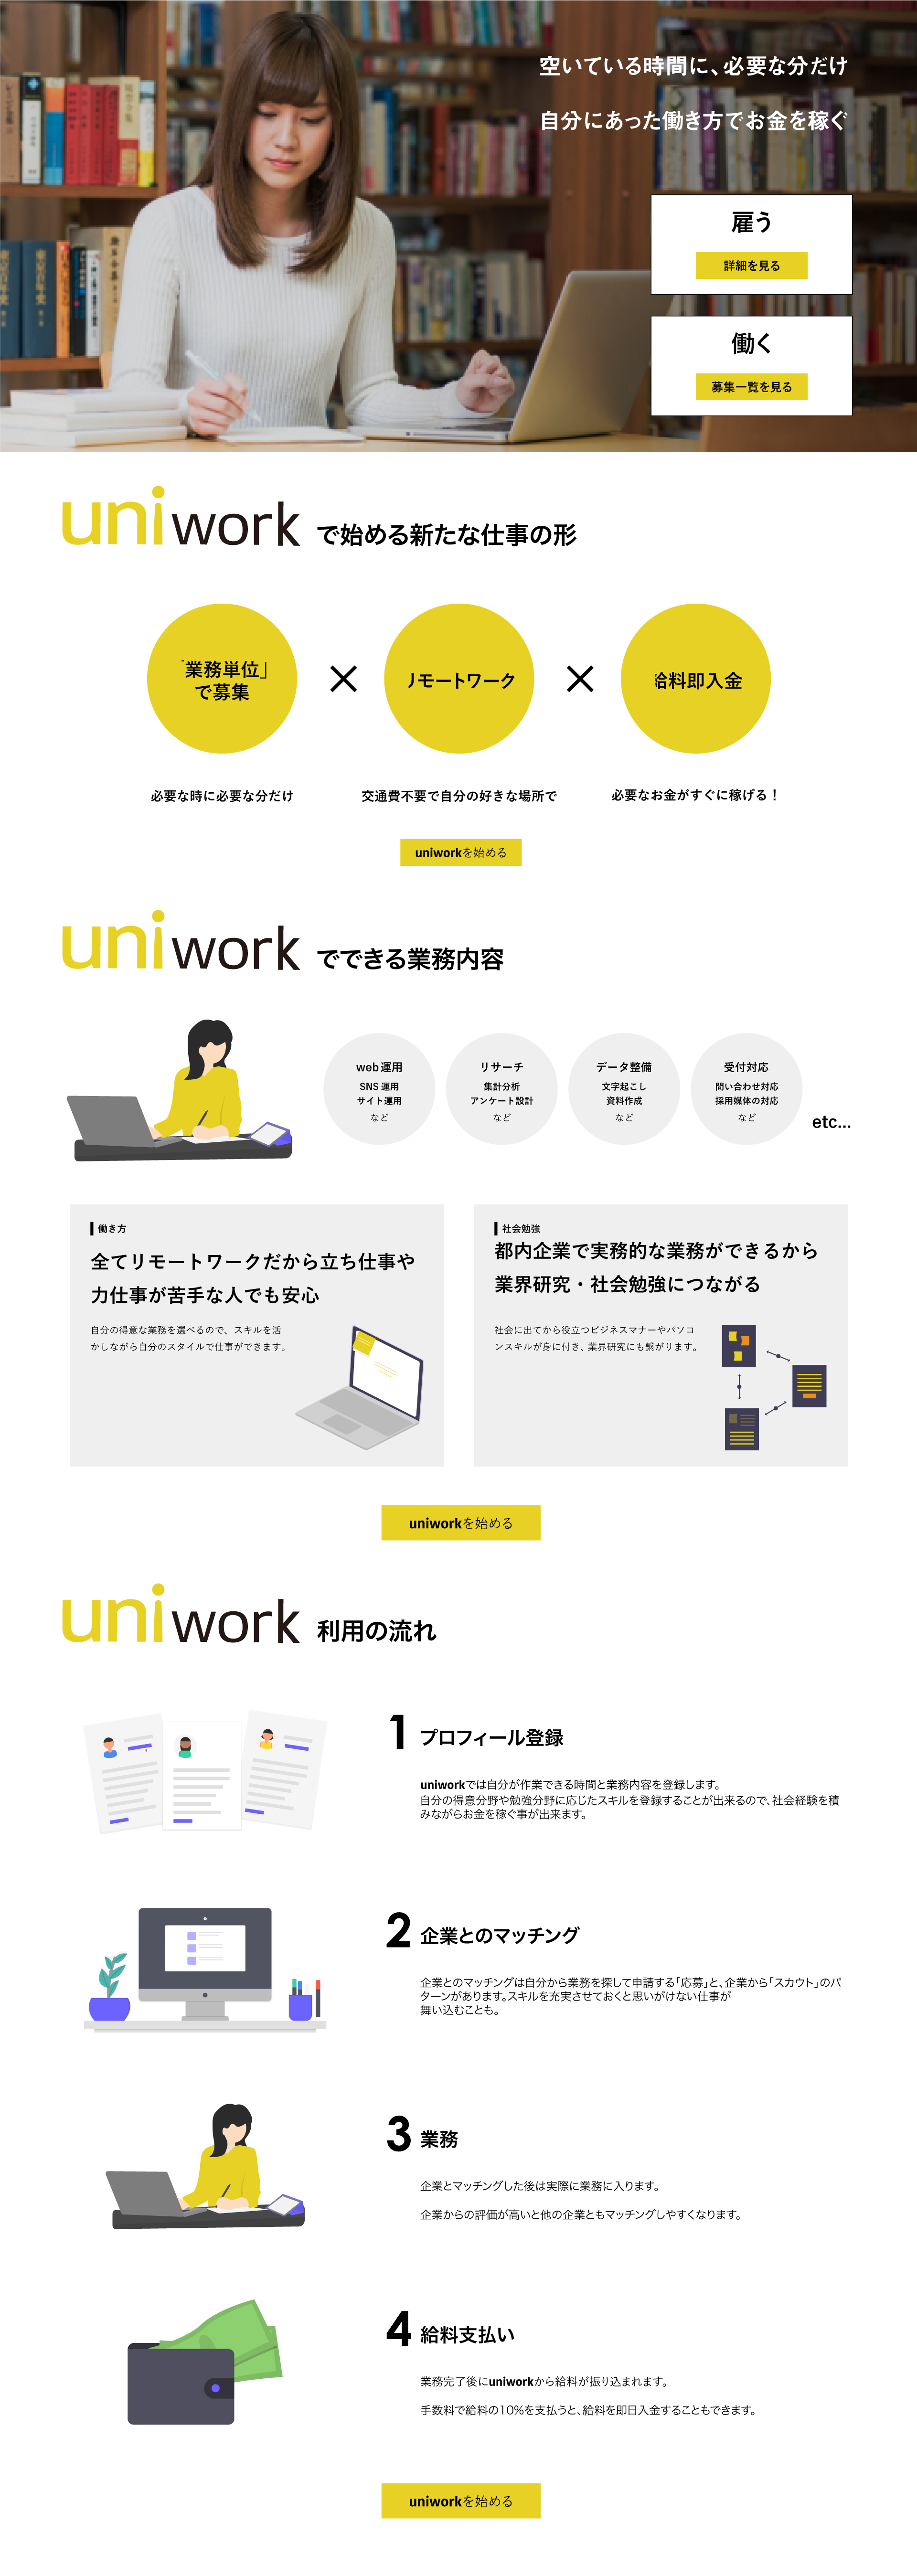 空いている時間に、必要な分だけ
自分にあった働き方でお金を稼ぐ
雇う
詳細を見る
働く
募集一覧を見る
uniwork で始める新たな仕事の形
業務単位」
で募集
×
リモートワーク
×
給料即入金
必要な時に必要な分だけ
交通費不要で自分の好きな場所で
必要なお金がすぐに稼げる！
uniworkを始める
uniwork でできる業務内容
web運用
SNS 運用
サイト運用
など
リサーチ
集計分析
アンケート設計
など
データ整備
文字起こし
資料作成
など
受付対応
問い合わせ対応
採用媒体の対応
など
etc...
働き方
全てリモートワークだから立ち仕事や
力仕事が苦手な人でも安心
自分の得意な業務を選べるので、スキルを活
かしながら自分のスタイルで仕事ができます。
社会勉強
都内企業で実務的な業務ができるから
業界研究・社会勉強につながる
社会に出てから役立つビジネスマナーやパソコ
ンスキルが身に付き、業界研究にも繋がります。
uniworkを始める
uniwork 利用の流れ
1 プロフィール登録
uniworkでは自分が作業できる時間と業務内容を登録します。
自分の得意分野や勉強分野に応じたスキルを登録することが出来るので、社会経験を積
みながらお金を稼ぐ事が出来ます。
2 企業とのマッチング
企業とのマッチングは自分から業務を探して申請する「応募」と、企業から「スカウト」のパ
ターンがあります。スキルを充実させておくと思いがけない仕事が
舞い込むことも。
3 業務
企業とマッチングした後は実際に業務に入ります。
企業からの評価が高いと他の企業ともマッチングしやすくなります。
4 給料支払い
業務完了後にuniworkから給料が振り込まれます。
手数料で給料の10%を支払うと、給料を即日入金することもできます。
uniworkを始める